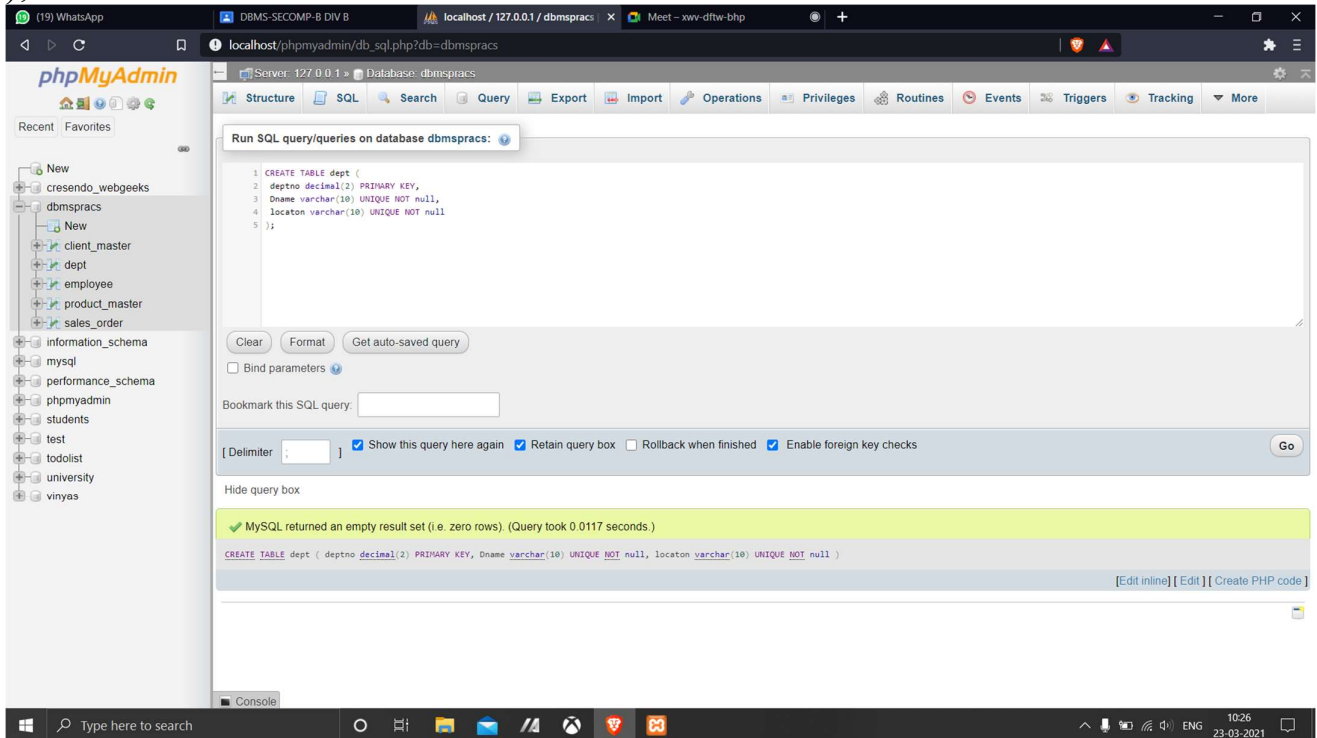 (19) WhatsApp
DBMS-SECOMP-B DIV B
localhost / 127.0.0.1 / dbmspracs |
Meet – xwv-dftw-bhp
localhost/phpmyadmin/db_sql.php?db=dbmspracs
phpMyAdmin
Recent Favorites
New
cresendo_webgeeks
dbmspracs
New
client_master
dept
employee
product_master
sales_order
information_schema
mysql
performance_schema
phpmyadmin
students
test
todolist
university
vinyas
Server: 127.0.0.1 » Database: dbmspracs
Structure SQL Search Query Export Import Operations Privileges Routines Events Triggers Tracking More
Run SQL query/queries on database dbmspracs:
1 CREATE TABLE dept (
2 deptno decimal(2) PRIMARY KEY,
3 Dname varchar(10) UNIQUE NOT null,
4 locaton varchar(10) UNIQUE NOT null
5 );
Clear Format Get auto-saved query
Bind parameters
Bookmark this SQL query:
[ Delimiter ; ] Show this query here again Retain query box Rollback when finished Enable foreign key checks Go
Hide query box
MySQL returned an empty result set (i.e. zero rows). (Query took 0.0117 seconds.)
CREATE TABLE dept ( deptno decimal(2) PRIMARY KEY, Dname varchar(10) UNIQUE NOT null, locaton varchar(10) UNIQUE NOT null )
[Edit inline] [ Edit ] [ Create PHP code ]
Console
Type here to search
ENG
10:26
23-03-2021